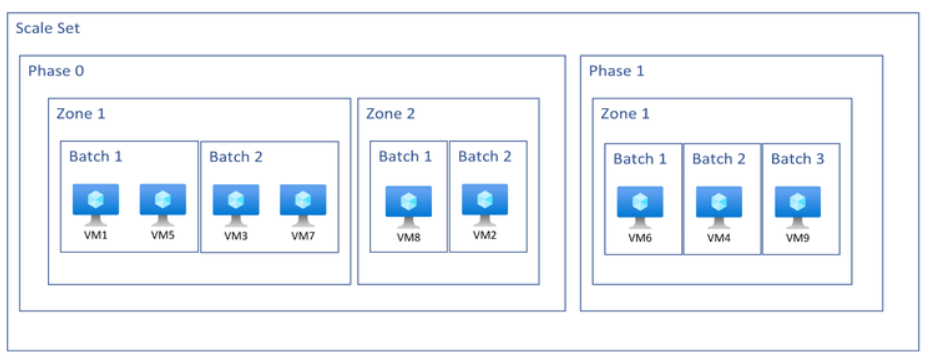 Scale Set
Phase 0
Phase 1
Zone 1
Zone 2
Zone 1
Batch 1
Batch 2
Batch 1
Batch 2
Batch 1
Batch 2
Batch 3
VM1
VM5
VM3
VM7
VM8
VM2
VM6
VM4
VM9